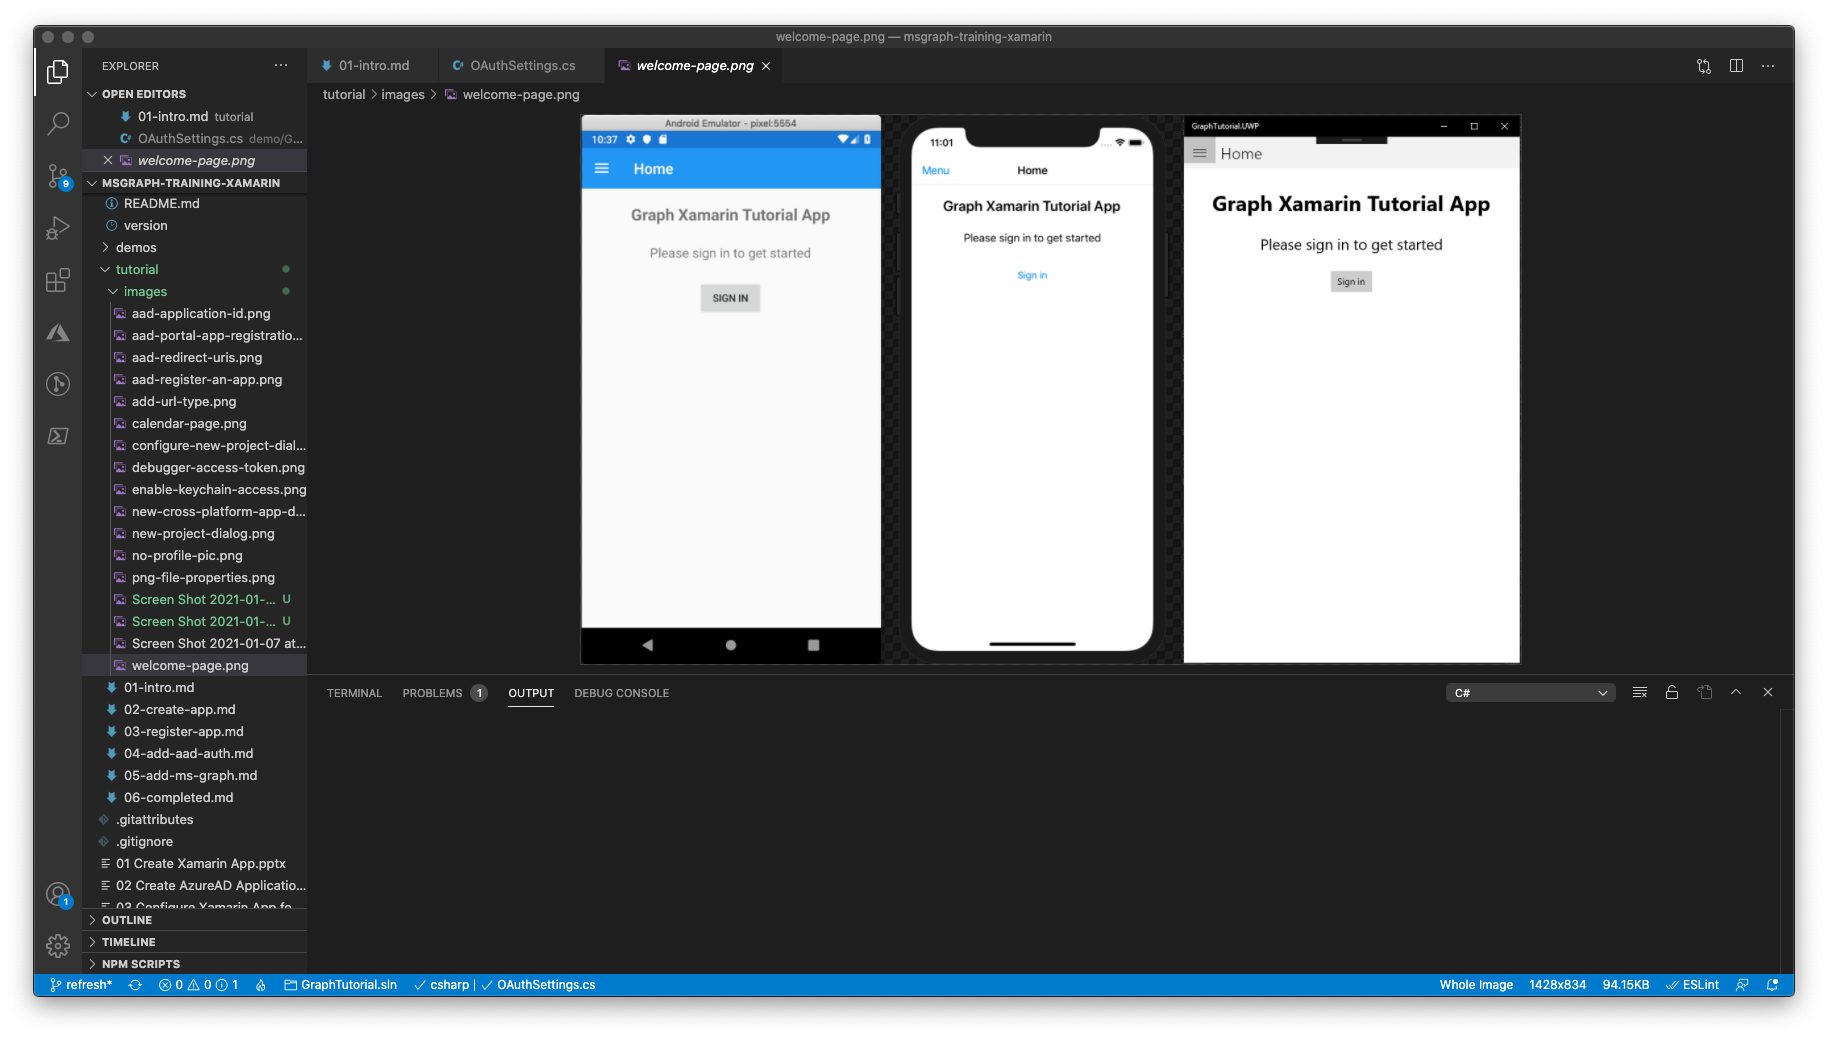 welcome-page.png — msgraph-training-xamarin
EXPLORER
01-intro.md
OAuthSettings.cs
welcome-page.png
OPEN EDITORS
01-intro.md tutorial
OAuthSettings.cs demo/G...
welcome-page.png
tutorial > images > welcome-page.png
MSGRAPH-TRAINING-XAMARIN
README.md
version
demos
tutorial
images
aad-application-id.png
aad-portal-app-registratio...
aad-redirect-uris.png
aad-register-an-app.png
add-url-type.png
calendar-page.png
configure-new-project-dial...
debugger-access-token.png
enable-keychain-access.png
new-cross-platform-app-d...
new-project-dialog.png
no-profile-pic.png
png-file-properties.png
Screen Shot 2021-01-... U
Screen Shot 2021-01-... U
Screen Shot 2021-01-07 at...
welcome-page.png
01-intro.md
02-create-app.md
03-register-app.md
04-add-aad-auth.md
05-add-ms-graph.md
06-completed.md
.gitattributes
.gitignore
01 Create Xamarin App.pptx
02 Create AzureAD Applicatio...
03 Configure Xamarin App fo...
OUTLINE
TIMELINE
NPM SCRIPTS
9
1
Android Emulator - pixel:5554
10:37
Home
Graph Xamarin Tutorial App
Please sign in to get started
SIGN IN
11:01
Menu
Home
Graph Xamarin Tutorial App
Please sign in to get started
Sign in
GraphTutorial.UWP
Home
Graph Xamarin Tutorial App
Please sign in to get started
Sign in
TERMINAL
PROBLEMS 1
OUTPUT
DEBUG CONSOLE
C#
refresh*
0 0 1
GraphTutorial.sln
csharp | OAuthSettings.cs
Whole Image
1428x834
94.15KB
ESLint